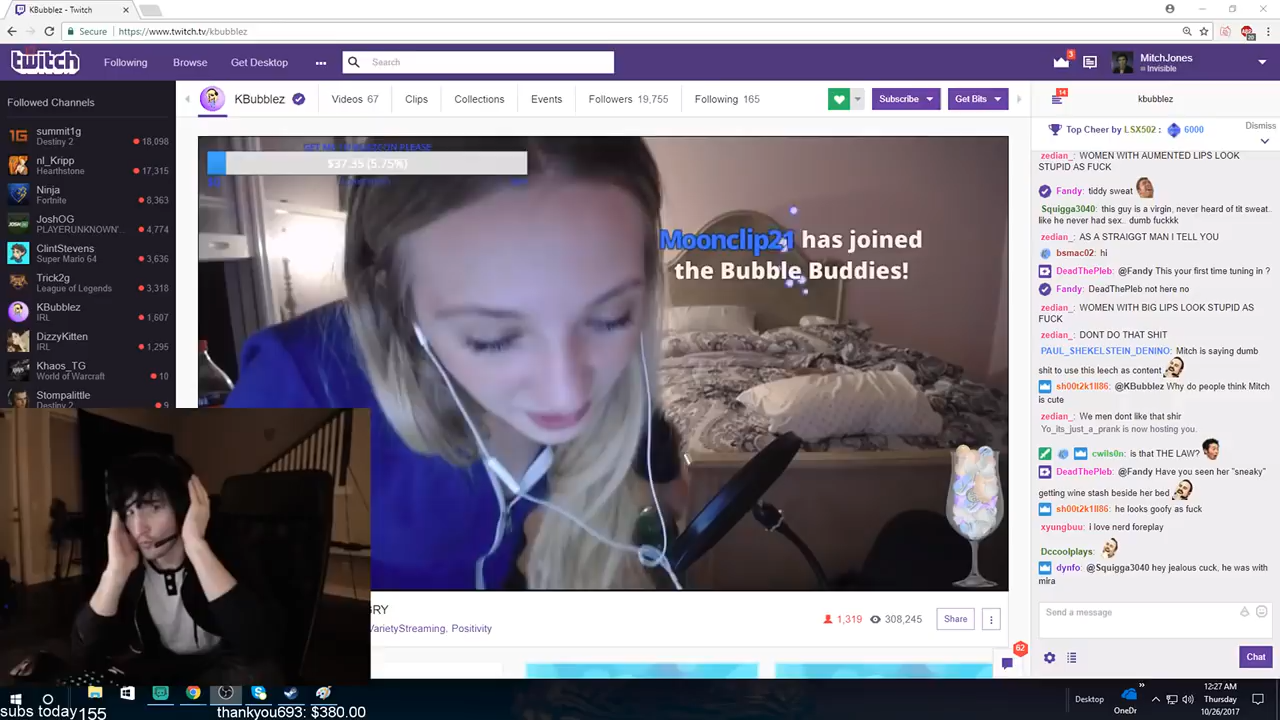 KBubblez - Twitch
Secure https://www.twitch.tv/kbubblez
twitch
Following
Browse
Get Desktop
Search
3
MitchJones
Invisible
Followed Channels
summit1g
Destiny 2
18,098
nl_Kripp
Hearthstone
17,315
Ninja
Fortnite
8,363
JoshOG
PLAYERUNKNOWN'...
4,774
ClintStevens
Super Mario 64
3,636
Trick2g
League of Legends
3,318
KBubblez
IRL
1,607
DizzyKitten
IRL
1,295
Khaos_TG
World of Warcraft
10
Stompalittle
Destiny 2
9
KBubblez
Videos 67
Clips
Collections
Events
Followers 19,755
Following 165
Subscribe
Get Bits
$37.35 (5.75%)
Moonclip21 has joined
the Bubble Buddies!
GRY
VarietyStreaming, Positivity
1,319
308,245
Share
62
14
kbubblez
Top Cheer by LSX502 : 6000
Dismiss
zedian_: WOMEN WITH AUMENTED LIPS LOOK
STUPID AS FUCK
Fandy: tiddy sweat
Squigga3040: this guy is a virgin, never heard of tit sweat..
like he never had sex.. dumb fuckkk
zedian_: AS A STRAIGGT MAN I TELL YOU
bsmac02: hi
DeadThePleb: @Fandy This your first time tuning in ?
Fandy: DeadThePleb not here no
zedian_: WOMEN WITH BIG LIPS LOOK STUPID AS
FUCK
zedian_: DONT DO THAT SHIT
PAUL_SHEKELSTEIN_DENINO: Mitch is saying dumb
shit to use this leech as content
sh00t2k1ll86: @KBubblez Why do people think Mitch
is cute
zedian_: We men dont like that shir
Yo_its_just_a_prank is now hosting you.
cwils0n: is that THE LAW?
DeadThePleb: @Fandy Have you seen her "sneaky"
getting wine stash beside her bed
sh00t2k1ll86: he looks goofy as fuck
xyungbuu: i love nerd foreplay
Dccoolplays:
dynfo: @Squigga3040 hey jealous cuck, he was with
mira
Send a message
Chat
subs today 155
thankyou693: $380.00
Desktop
OneDr
12:27 AM
Thursday
10/26/2017